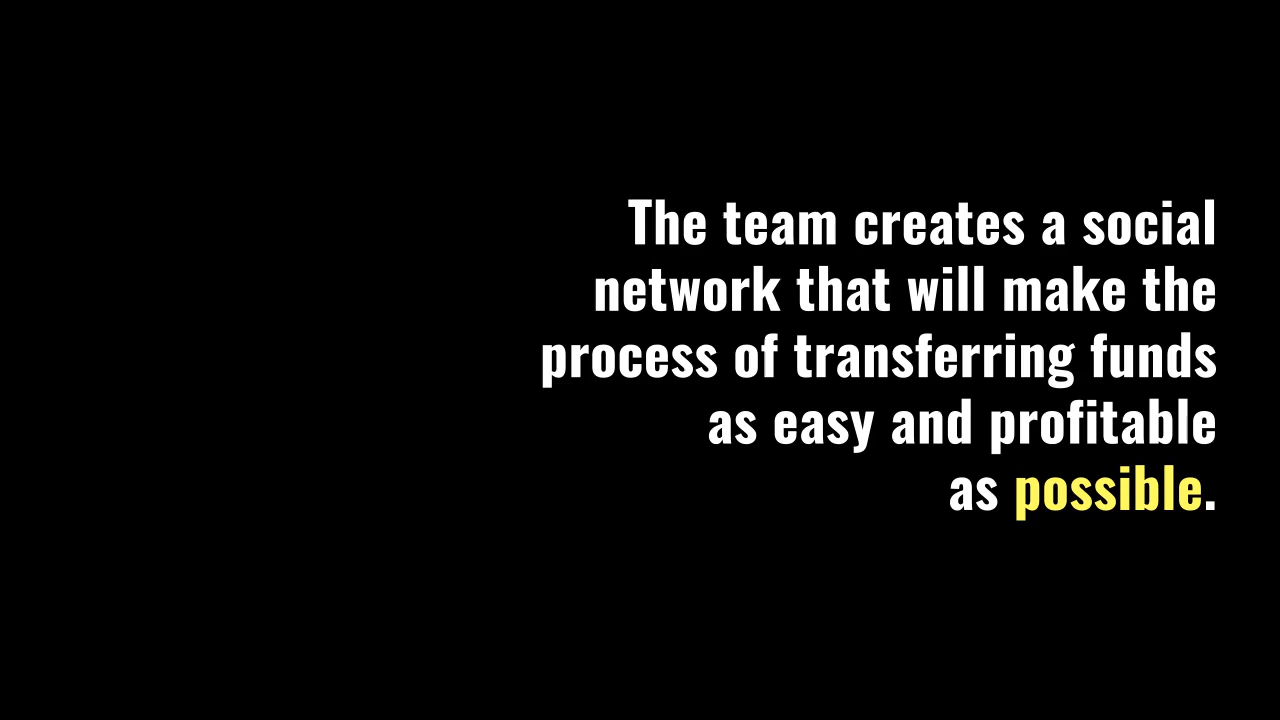 The team creates a social
network that will make the
process of transferring funds
as easy and profitable
as possible.